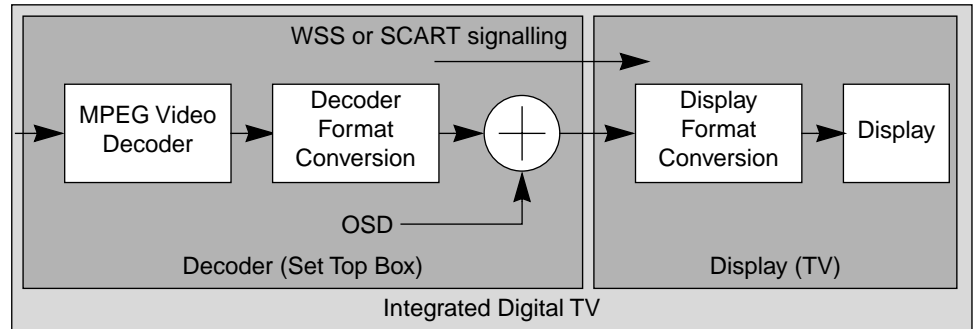 WSS or SCART signalling
MPEG Video
Decoder
Decoder
Format
Conversion
Display
Format
Conversion
Display
OSD
Decoder (Set Top Box)
Display (TV)
Integrated Digital TV